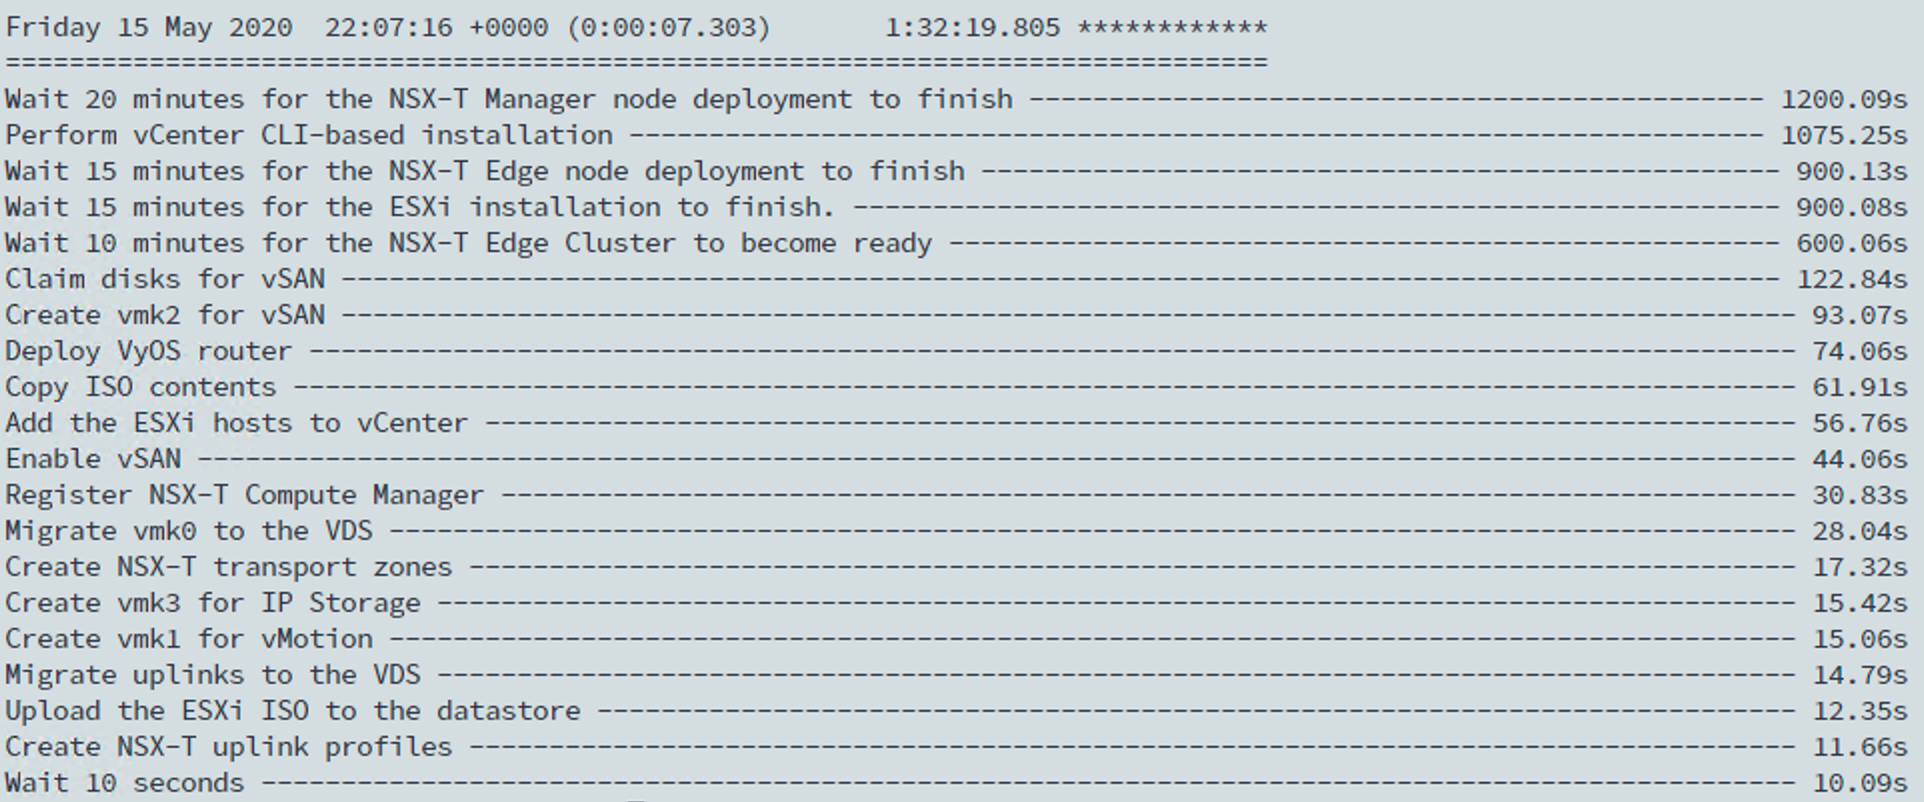 Friday 15 May 2020  22:07:16 +0000 (0:00:07.303)       1:32:19.805 ************
===============================================================================
Wait 20 minutes for the NSX-T Manager node deployment to finish ---------------------------------------------- 1200.09s
Perform vCenter CLI-based installation ----------------------------------------------------------------------- 1075.25s
Wait 15 minutes for the NSX-T Edge node deployment to finish -------------------------------------------------- 900.13s
Wait 15 minutes for the ESXi installation to finish. ---------------------------------------------------------- 900.08s
Wait 10 minutes for the NSX-T Edge Cluster to become ready ---------------------------------------------------- 600.06s
Claim disks for vSAN ------------------------------------------------------------------------------------------ 122.84s
Create vmk2 for vSAN ------------------------------------------------------------------------------------------- 93.07s
Deploy VyOS router --------------------------------------------------------------------------------------------- 74.06s
Copy ISO contents ---------------------------------------------------------------------------------------------- 61.91s
Add the ESXi hosts to vCenter ---------------------------------------------------------------------------------- 56.76s
Enable vSAN ---------------------------------------------------------------------------------------------------- 44.06s
Register NSX-T Compute Manager --------------------------------------------------------------------------------- 30.83s
Migrate vmk0 to the VDS ---------------------------------------------------------------------------------------- 28.04s
Create NSX-T transport zones ----------------------------------------------------------------------------------- 17.32s
Create vmk3 for IP Storage ------------------------------------------------------------------------------------- 15.42s
Create vmk1 for vMotion ---------------------------------------------------------------------------------------- 15.06s
Migrate uplinks to the VDS ------------------------------------------------------------------------------------- 14.79s
Upload the ESXi ISO to the datastore --------------------------------------------------------------------------- 12.35s
Create NSX-T uplink profiles ----------------------------------------------------------------------------------- 11.66s
Wait 10 seconds ------------------------------------------------------------------------------------------------ 10.09s